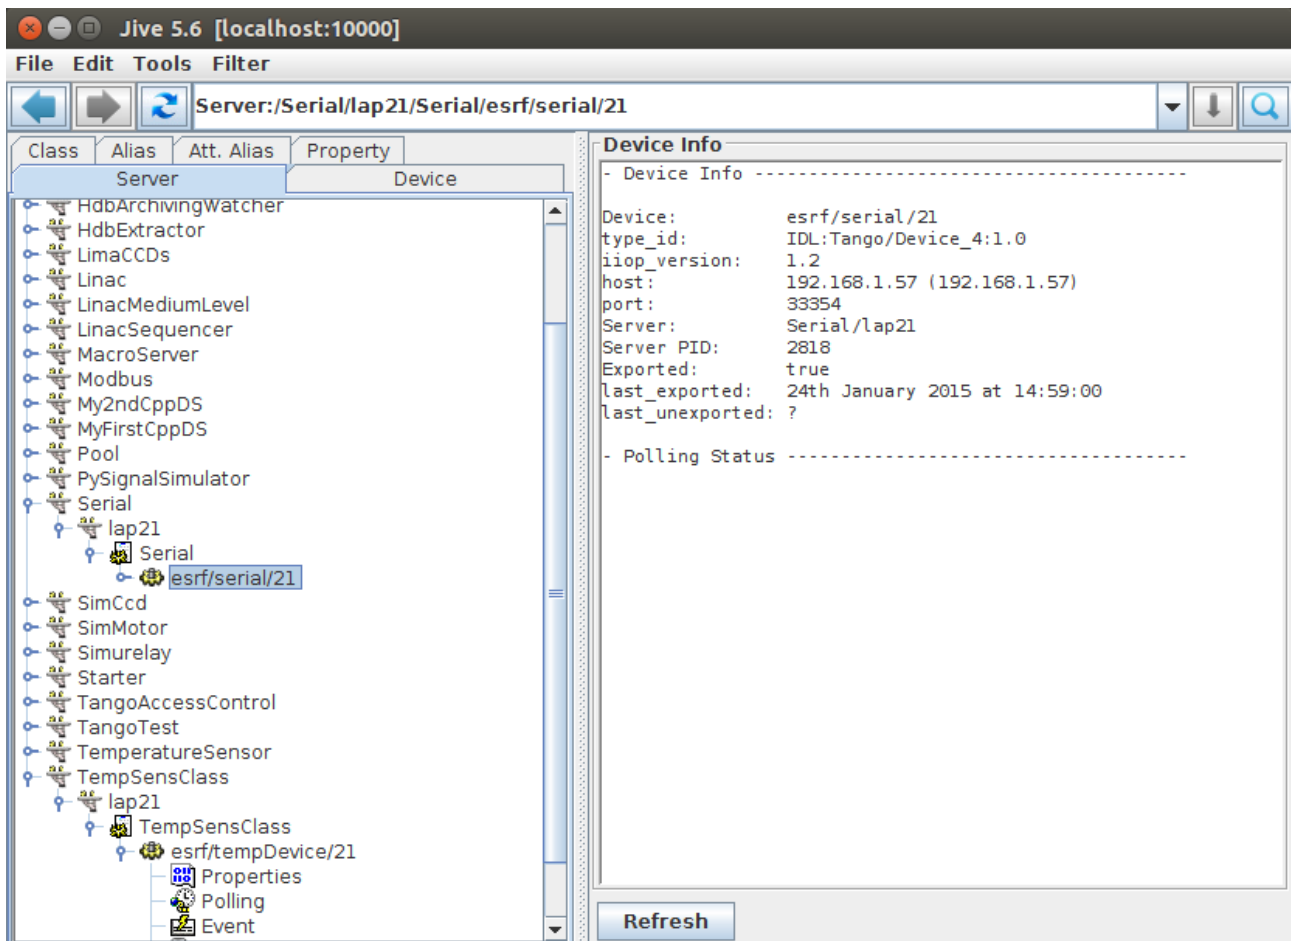 Jive 5.6 [localhost:10000]
File Edit Tools Filter
Server:/Serial/lap21/Serial/esrf/serial/21
Class Alias Att. Alias Property
Server Device
HdbArchivingWatcher
HdbExtractor
LimaCCDs
Linac
LinacMediumLevel
LinacSequencer
MacroServer
Modbus
My2ndCppDS
MyFirstCppDS
Pool
PySignalSimulator
Serial
lap21
Serial
esrf/serial/21
SimCcd
SimMotor
Simurelay
Starter
TangoAccessControl
TangoTest
TemperatureSensor
TempSensClass
lap21
TempSensClass
esrf/tempDevice/21
Properties
Polling
Event
Device Info
- Device Info ----------------------------------------
Device: esrf/serial/21
type_id: IDL:Tango/Device_4:1.0
iiop_version: 1.2
host: 192.168.1.57 (192.168.1.57)
port: 33354
Server: Serial/lap21
Server PID: 2818
Exported: true
last_exported: 24th January 2015 at 14:59:00
last_unexported: ?
- Polling Status -------------------------------------
Refresh